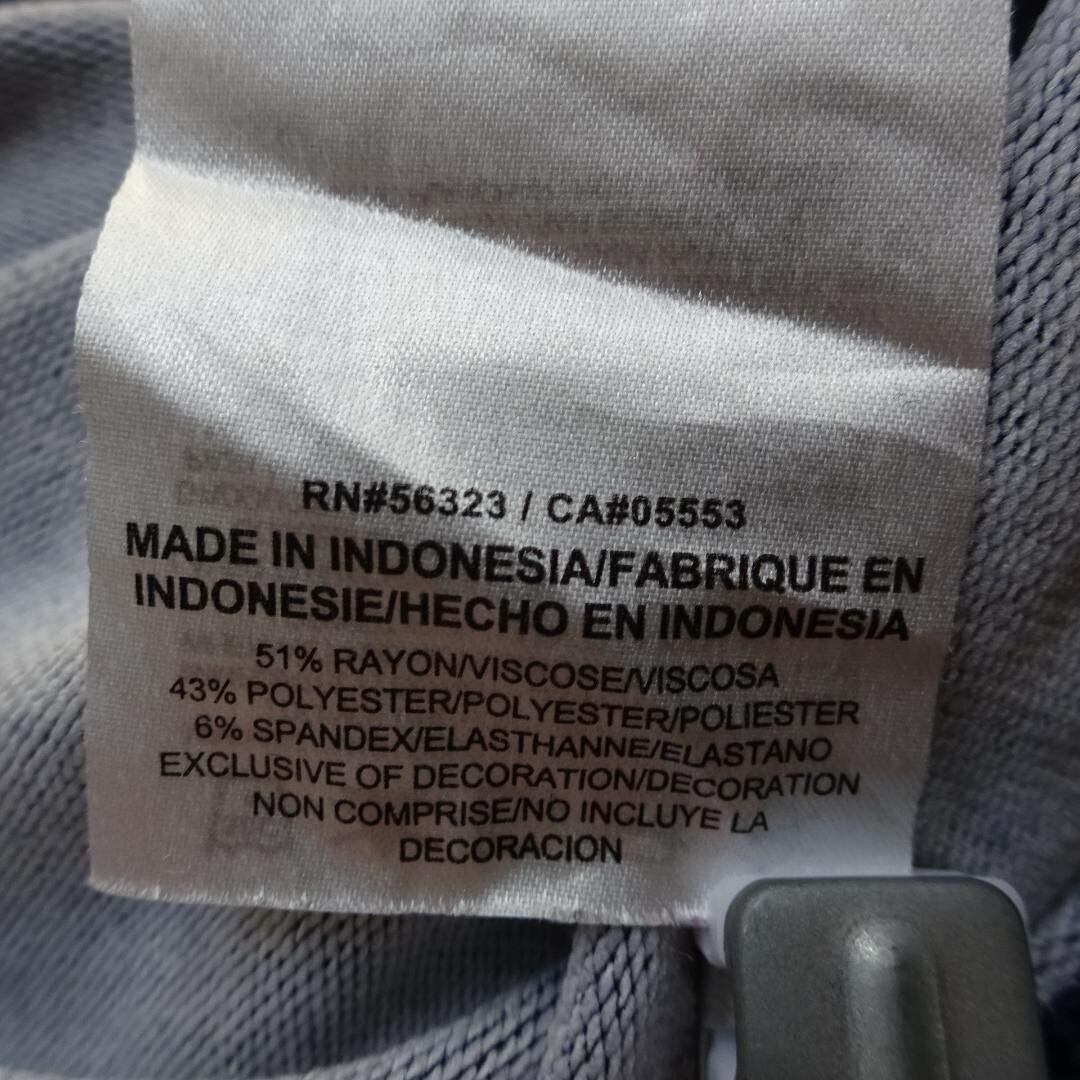 RN#56323 / CA#05553
MADE IN INDONESIA/FABRIQUE EN
INDONESIE/HECHO EN INDONESIA
51% RAYON/VISCOSE/VISCOSA
43% POLYESTER/POLYESTER/POLIESTER
6% SPANDEX/ELASTHANNE/ELASTANO
EXCLUSIVE OF DECORATION/DECORATION
NON COMPRISE/NO INCLUYE LA
DECORACION